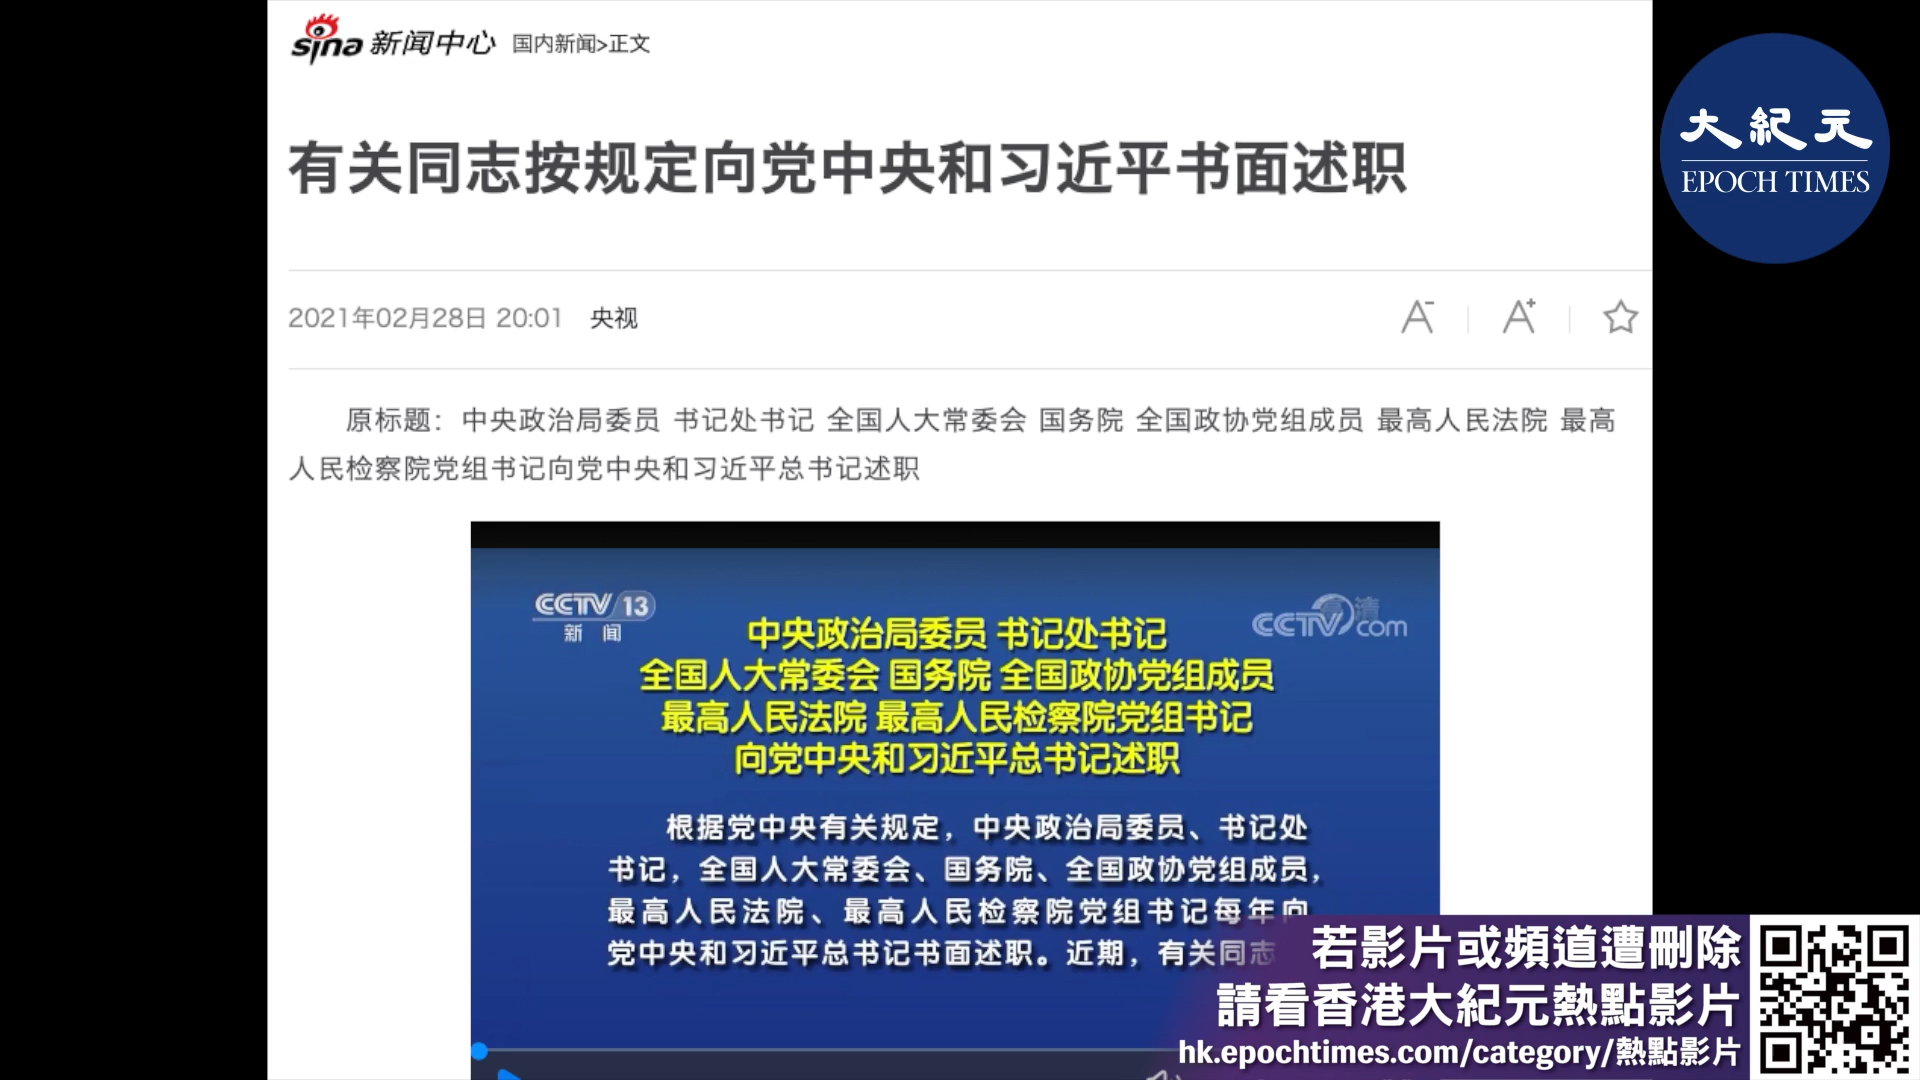 sina 新闻中心 国内新闻>正文
大紀元
EPOCH TIMES
有关同志按规定向党中央和习近平书面述职
2021年02月28日 20:01 央视
A- A+
原标题：中央政治局委员 书记处书记 全国人大常委会 国务院 全国政协党组成员 最高人民法院 最高
人民检察院党组书记向党中央和习近平总书记述职
CCTV 13
新闻
CCTV.com 高清
中央政治局委员 书记处书记
全国人大常委会 国务院 全国政协党组成员
最高人民法院 最高人民检察院党组书记
向党中央和习近平总书记述职
根据党中央有关规定，中央政治局委员、书记处
书记，全国人大常委会、国务院、全国政协党组成员，
最高人民法院、最高人民检察院党组书记每年向
党中央和习近平总书记书面述职。近期，有关同志
若影片或頻道遭刪除
請看香港大紀元熱點影片
hk.epochtimes.com/category/熱點影片